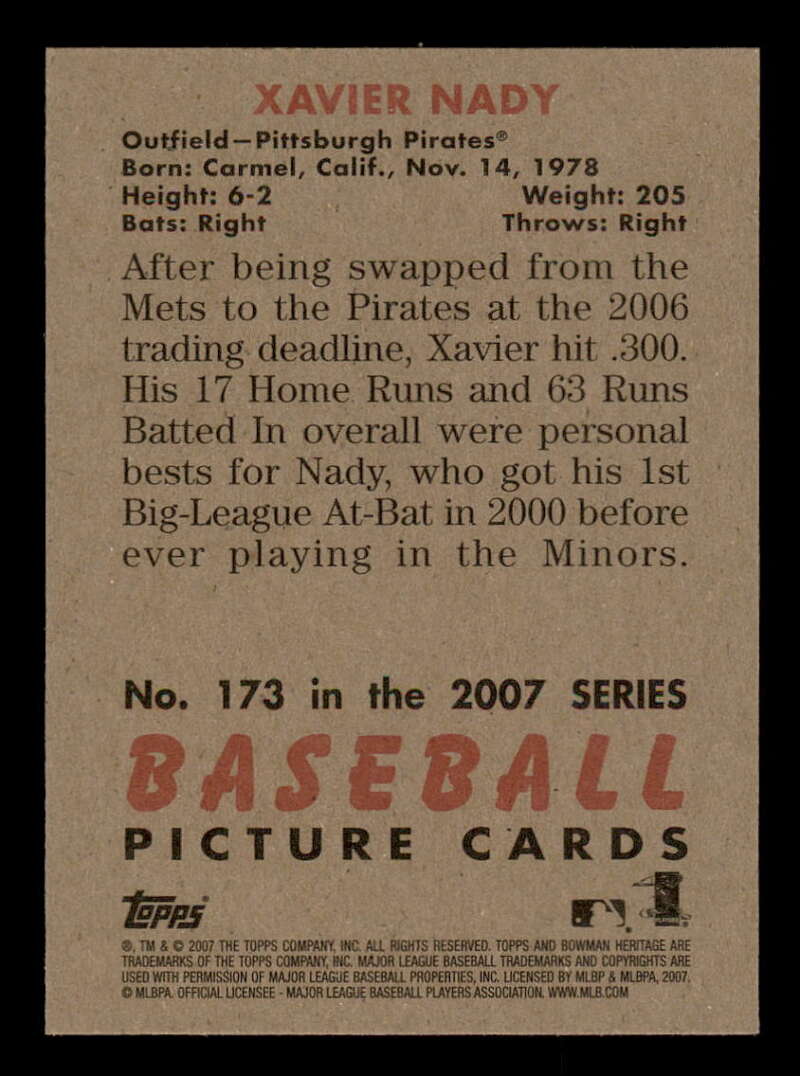 XAVIER NADY
Outfield—Pittsburgh Pirates®
Born: Carmel, Calif., Nov. 14, 1978
Height: 6-2 Weight: 205
Bats: Right Throws: Right
After being swapped from the
Mets to the Pirates at the 2006
trading deadline, Xavier hit .300.
His 17 Home Runs and 63 Runs
Batted In overall were personal
bests for Nady, who got his 1st
Big-League At-Bat in 2000 before
ever playing in the Minors.
No. 173 in the 2007 SERIES
BASEBALL
PICTURE CARDS
topps
®, TM & © 2007 THE TOPPS COMPANY, INC. ALL RIGHTS RESERVED. TOPPS AND BOWMAN HERITAGE ARE
TRADEMARKS OF THE TOPPS COMPANY, INC. MAJOR LEAGUE BASEBALL TRADEMARKS AND COPYRIGHTS ARE
USED WITH PERMISSION OF MAJOR LEAGUE BASEBALL PROPERTIES, INC. LICENSED BY MLBP & MLBPA, 2007.
© MLBPA. OFFICIAL LICENSEE - MAJOR LEAGUE BASEBALL PLAYERS ASSOCIATION. WWW.MLB.COM